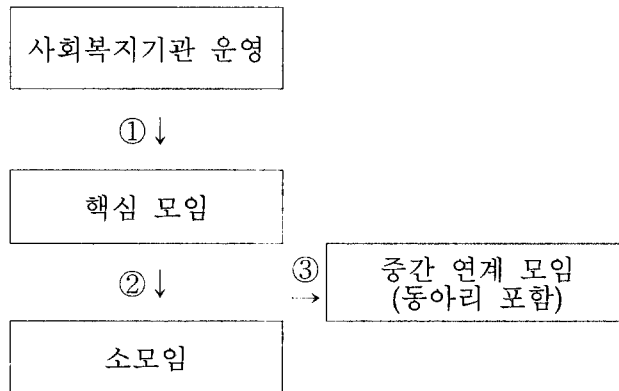 사회복지기관 운영
① ↓
핵심 모임
② ↓
③
→
중간 연계 모임
(동아리 포함)
소모임